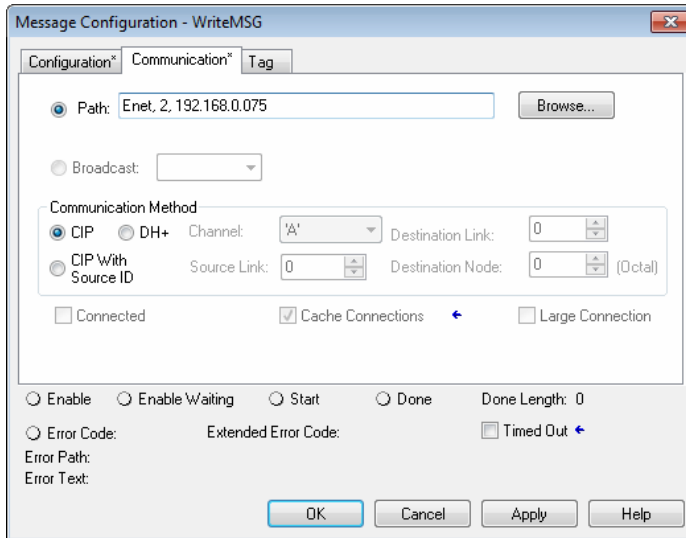 Message Configuration - WriteMSG
Configuration* Communication* Tag
Path: Enet, 2, 192.168.0.075 Browse...
Broadcast:
Communication Method
CIP DH+ Channel: 'A' Destination Link: 0
CIP With Source ID Source Link: 0 Destination Node: 0 (Octal)
Connected Cache Connections Large Connection
Enable Enable Waiting Start Done Done Length: 0
Error Code: Extended Error Code: Timed Out
Error Path:
Error Text:
OK Cancel Apply Help